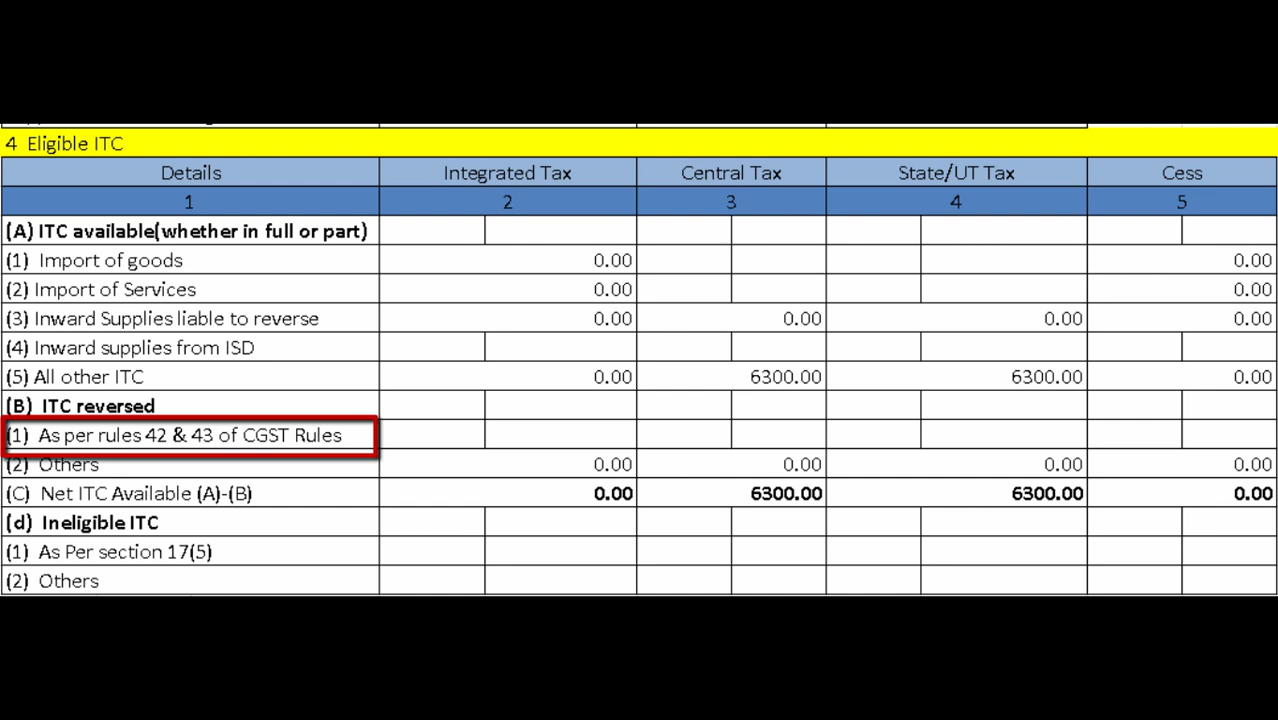 4 Eligible ITC
Details Integrated Tax Central Tax State/UT Tax Cess
1 2 3 4 5
(A) ITC available(whether in full or part)
(1) Import of goods 0.00 0.00
(2) Import of Services 0.00 0.00
(3) Inward Supplies liable to reverse 0.00 0.00 0.00 0.00
(4) Inward supplies from ISD
(5) All other ITC 0.00 6300.00 6300.00 0.00
(B) ITC reversed
(1) As per rules 42 & 43 of CGST Rules
(2) Others 0.00 0.00 0.00 0.00
(C) Net ITC Available (A)-(B) 0.00 6300.00 6300.00 0.00
(d) Ineligible ITC
(1) As Per section 17(5)
(2) Others